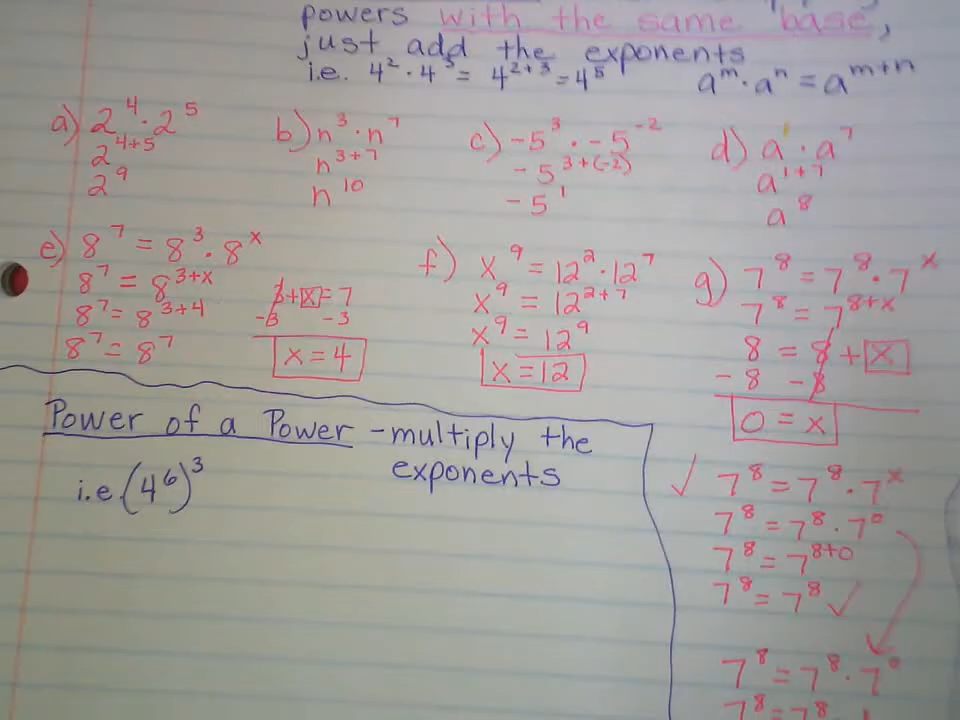 powers with the same base,
just add the exponents
i.e. 4² · 4³ = 4²⁺³ = 4⁵ aᵐ · aⁿ = aᵐ⁺ⁿ
a) 2⁴ · 2⁵
2⁴⁺⁵
2⁹
b) n³ · n⁷
n³⁺⁷
n¹⁰
c) -5³ · -5⁻²
-5³⁺⁽⁻²⁾
-5¹
d) a¹ · a⁷
a¹⁺⁷
a⁸
e) 8⁷ = 8³ · 8ˣ
8⁷ = 8³⁺ˣ
8⁷ = 8³⁺⁴
8⁷ = 8⁷
3 + x = 7
-3 -3
x = 4
f) x⁹ = 12² · 12⁷
x⁹ = 12²⁺⁷
x⁹ = 12⁹
x = 12
g) 7⁸ = 7⁸ · 7ˣ
7⁸ = 7⁸⁺ˣ
8 = 8 + x
-8 -8
0 = x
✓ 7⁸ = 7⁸ · 7ˣ
7⁸ = 7⁸ · 7⁰
7⁸ = 7⁸⁺⁰
7⁸ = 7⁸ ✓
7⁸ = 7⁸ · 7⁰
7⁸ = 7⁸ ·
Power of a Power - multiply the
exponents
i.e (4⁶)³